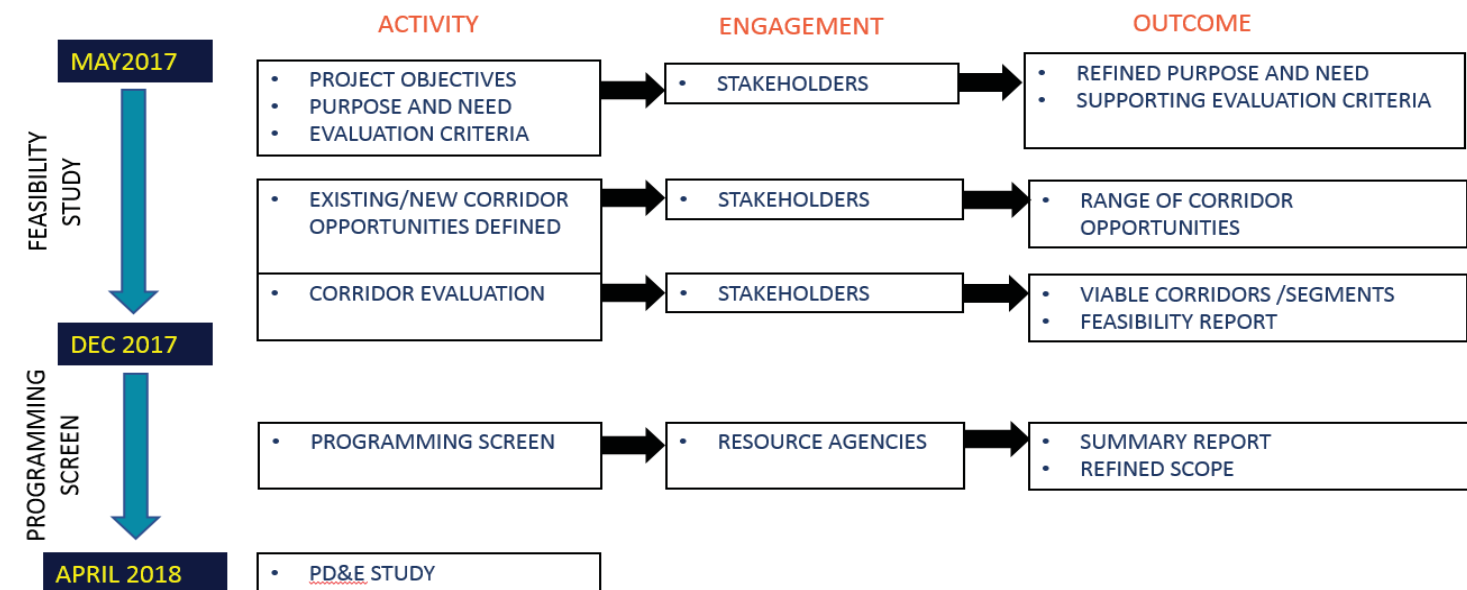 ACTIVITY
ENGAGEMENT
OUTCOME
MAY2017
• PROJECT OBJECTIVES
• PURPOSE AND NEED
• EVALUATION CRITERIA
• STAKEHOLDERS
• REFINED PURPOSE AND NEED
• SUPPORTING EVALUATION CRITERIA
FEASIBILITY
STUDY
• EXISTING/NEW CORRIDOR
OPPORTUNITIES DEFINED
• STAKEHOLDERS
• RANGE OF CORRIDOR
OPPORTUNITIES
• CORRIDOR EVALUATION
• STAKEHOLDERS
• VIABLE CORRIDORS /SEGMENTS
• FEASIBILITY REPORT
DEC 2017
PROGRAMMING
SCREEN
• PROGRAMMING SCREEN
• RESOURCE AGENCIES
• SUMMARY REPORT
• REFINED SCOPE
APRIL 2018
• PD&E STUDY